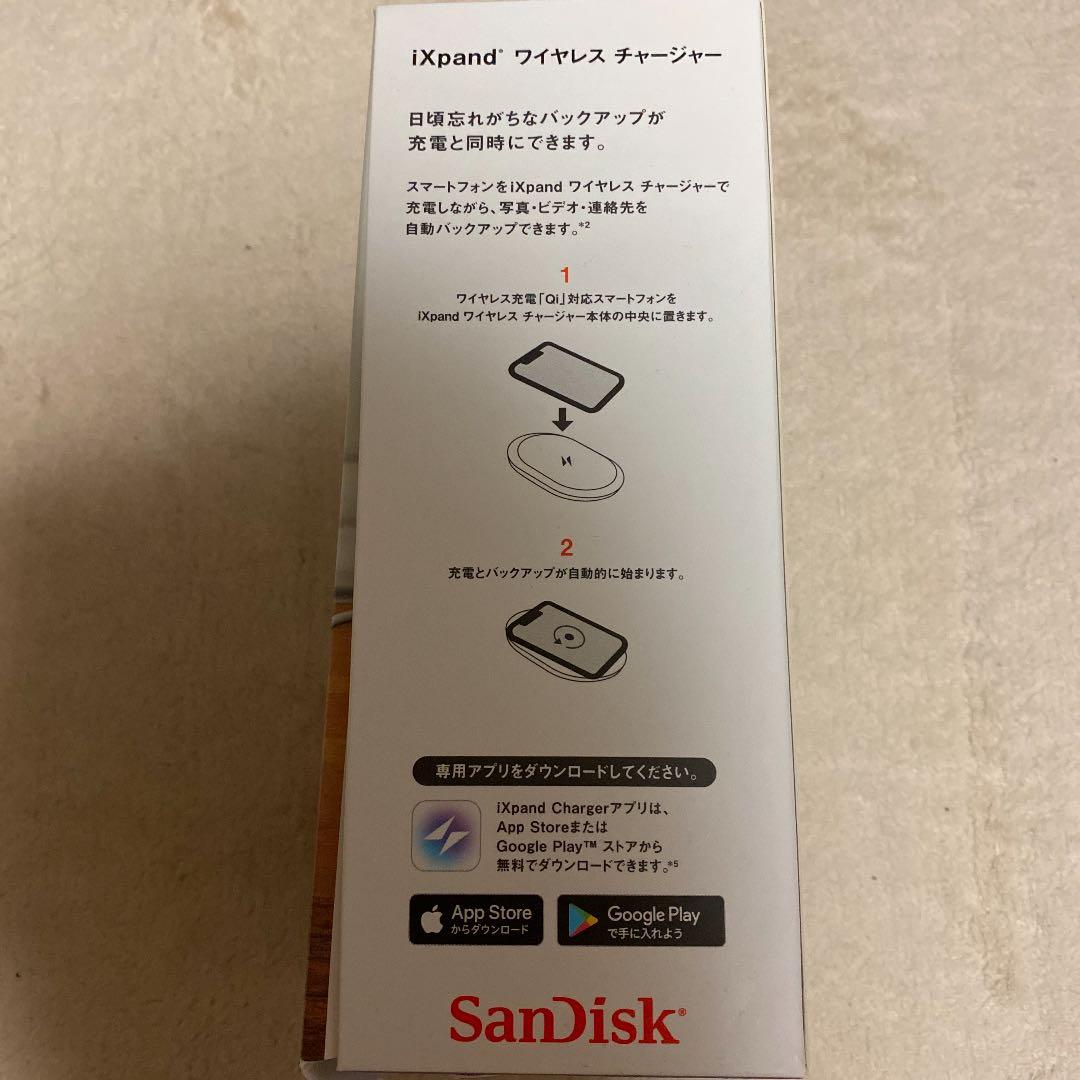 iXpand® ワイヤレス チャージャー
日頃忘れがちなバックアップが
充電と同時にできます。
スマートフォンをiXpand ワイヤレス チャージャーで
充電しながら、写真・ビデオ・連絡先を
自動バックアップできます。*2
1
ワイヤレス充電「Qi」対応スマートフォンを
iXpand ワイヤレス チャージャー本体の中央に置きます。
2
充電とバックアップが自動的に始まります。
専用アプリをダウンロードしてください。
iXpand Chargerアプリは、
App Storeまたは
Google Play™ ストアから
無料でダウンロードできます。*5
App Store
からダウンロード
Google Play
で手に入れよう
SanDisk®